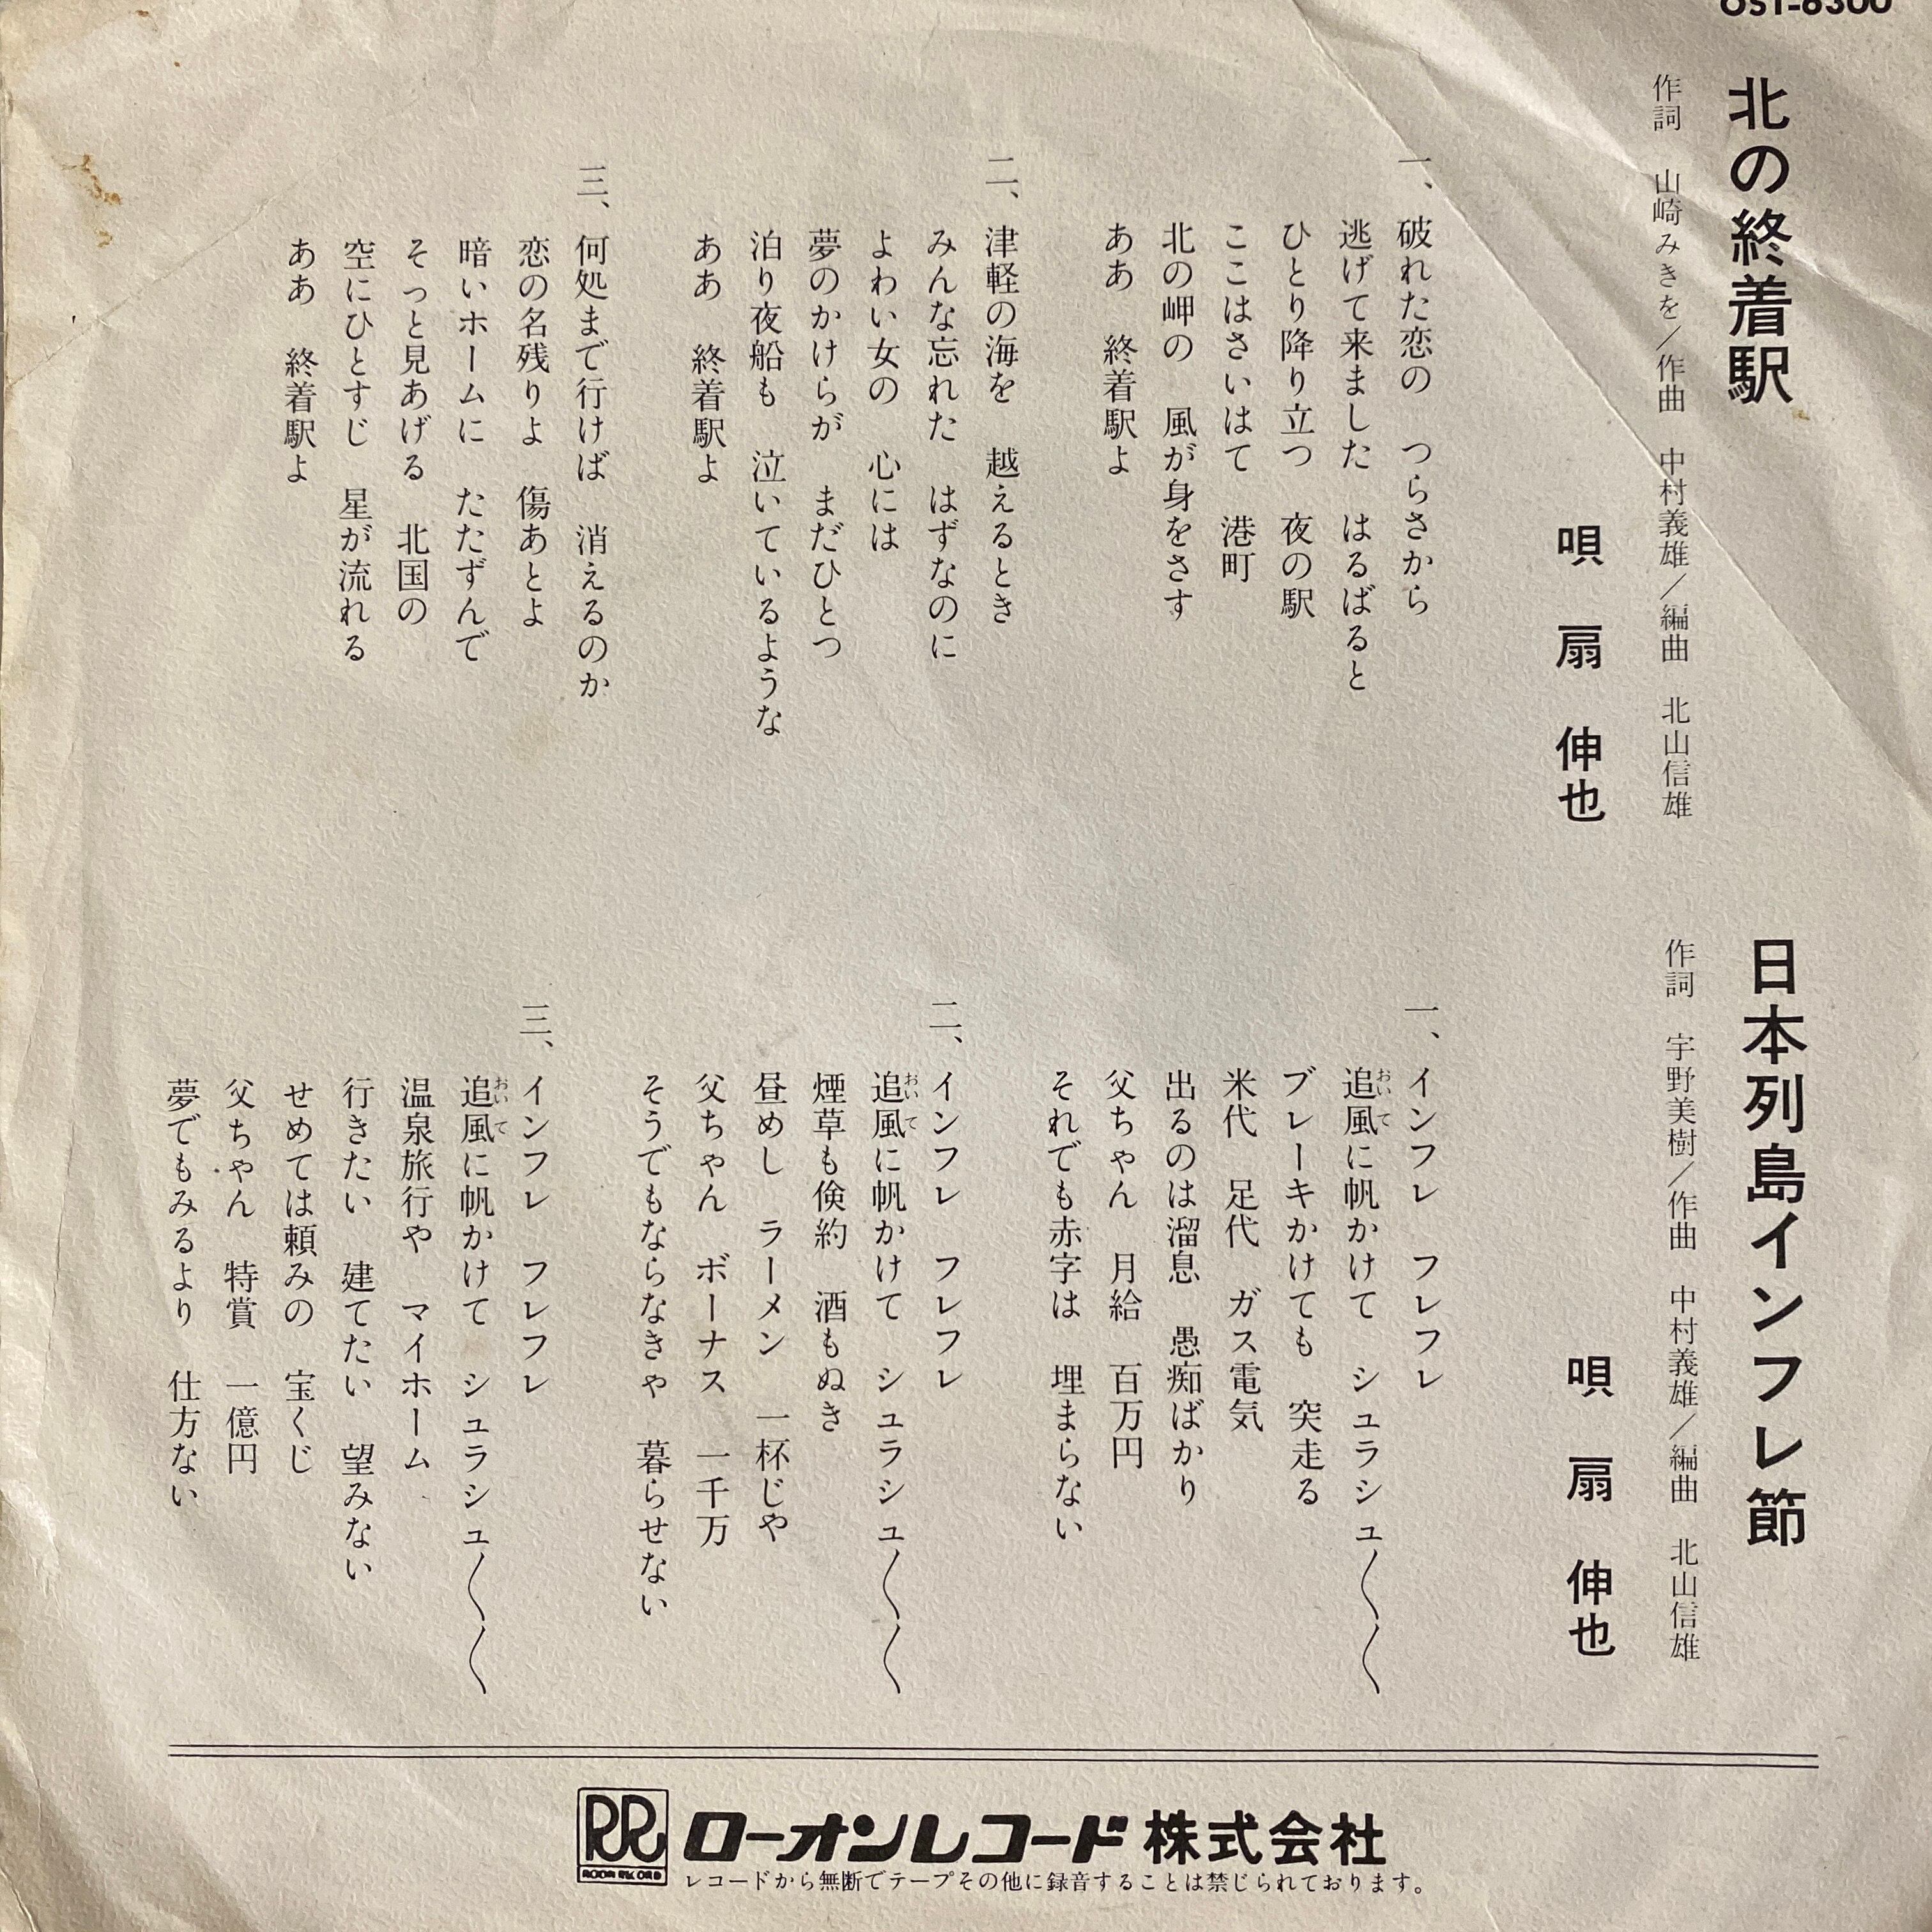 北の終着駅
作詞 山崎みきを／作曲 中村義雄／編曲 北山信雄
唄 扇 伸也
一、破れた恋の つらさから
逃げて来ました はるばると
ひとり降り立つ 夜の駅
ここはさいはて 港町
北の岬の 風が身をさす
ああ 終着駅よ
二、津軽の海を 越えるとき
みんな忘れた はずなのに
よわい女の 心には
夢のかけらが まだひとつ
泊り夜船も 泣いているような
ああ 終着駅よ
三、何処まで行けば 消えるのか
恋の名残りよ 傷あとよ
暗いホームに たたずんで
そっと見あげる 北国の
空にひとすじ 星が流れる
ああ 終着駅よ
日本列島インフレ節
作詞 宇野美樹／作曲 中村義雄／編曲 北山信雄
唄 扇 伸也
一、インフレ フレフレ
追風に帆かけて シュラシュ〱〱
ブレーキかけても 突走る
米代 足代 ガス電気
出るのは溜息 愚痴ばかり
父ちゃん 月給 百万円
それでも赤字は 埋まらない
二、インフレ フレフレ
追風に帆かけて シュラシュ〱〱
煙草も倹約 酒もぬき
昼めし ラーメン 一杯じゃ
父ちゃん ボーナス 一千万
そうでもならなきゃ 暮らせない
三、インフレ フレフレ
追風に帆かけて シュラシュ〱〱
温泉旅行や マイホーム
行きたい 建てたい 望みない
せめては頼みの 宝くじ
父ちゃん 特賞 一億円
夢でもみるより 仕方ない
ローオンレコード株式会社
レコードから無断でテープその他に録音することは禁じられております。